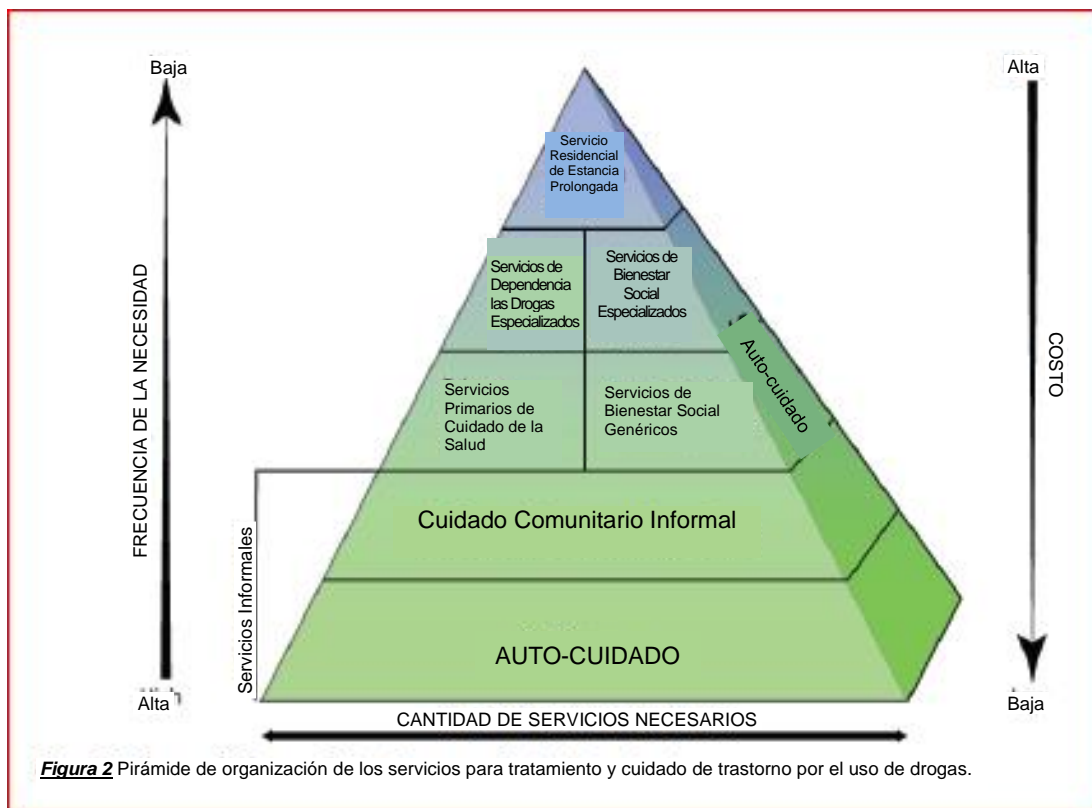 Baja
Alta
FRECUENCIA DE LA NECESIDAD
COSTO
Servicio
Residencial
de Estancia
Prolongada
Servicios de
Dependencia
las Drogas
Especializados
Servicios de
Bienestar
Social
Especializados
Auto-cuidado
Servicios
Primarios de
Cuidado de la
Salud
Servicios de
Bienestar Social
Genéricos
Servicios Informales
Cuidado Comunitario Informal
AUTO-CUIDADO
Alta
Baja
CANTIDAD DE SERVICIOS NECESARIOS
Figura 2 Pirámide de organización de los servicios para tratamiento y cuidado de trastorno por el uso de drogas.